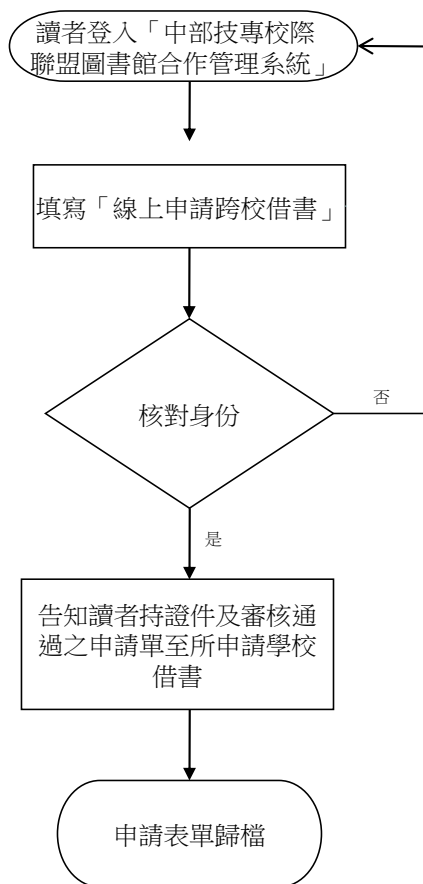 讀者登入「中部技專校際
聯盟圖書館合作管理系統」
填寫「線上申請跨校借書」
核對身份
否
是
告知讀者持證件及審核通
過之申請單至所申請學校
借書
申請表單歸檔